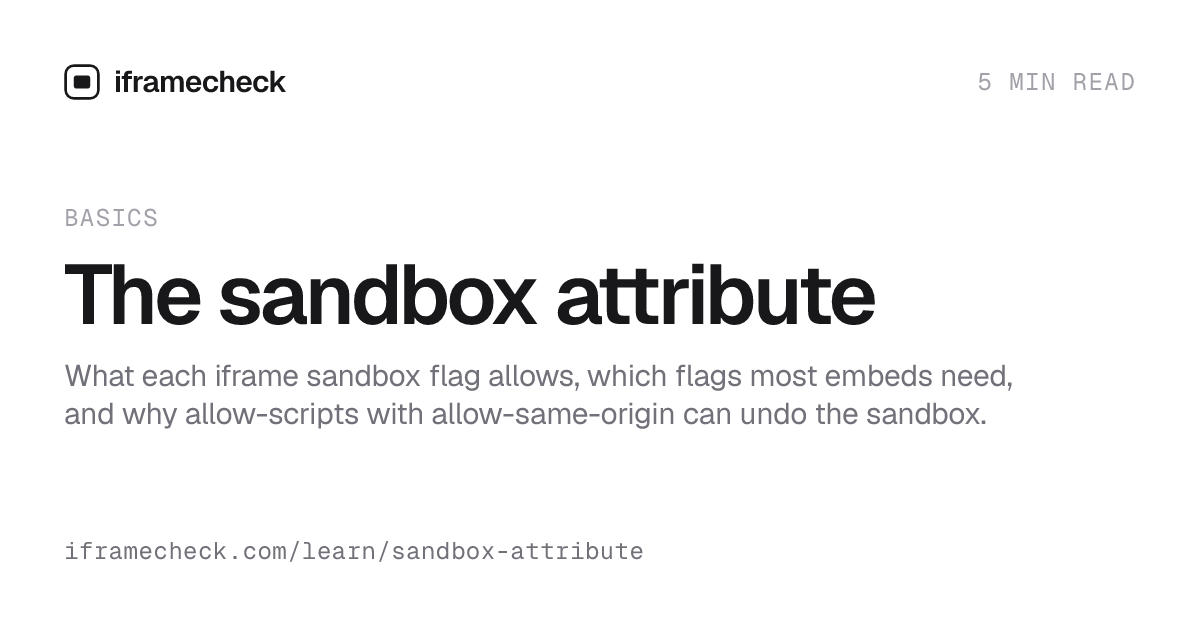 iframecheck
5 MIN READ
BASICS
The sandbox attribute
What each iframe sandbox flag allows, which flags most embeds need,
and why allow-scripts with allow-same-origin can undo the sandbox.
iframecheck.com/learn/sandbox-attribute